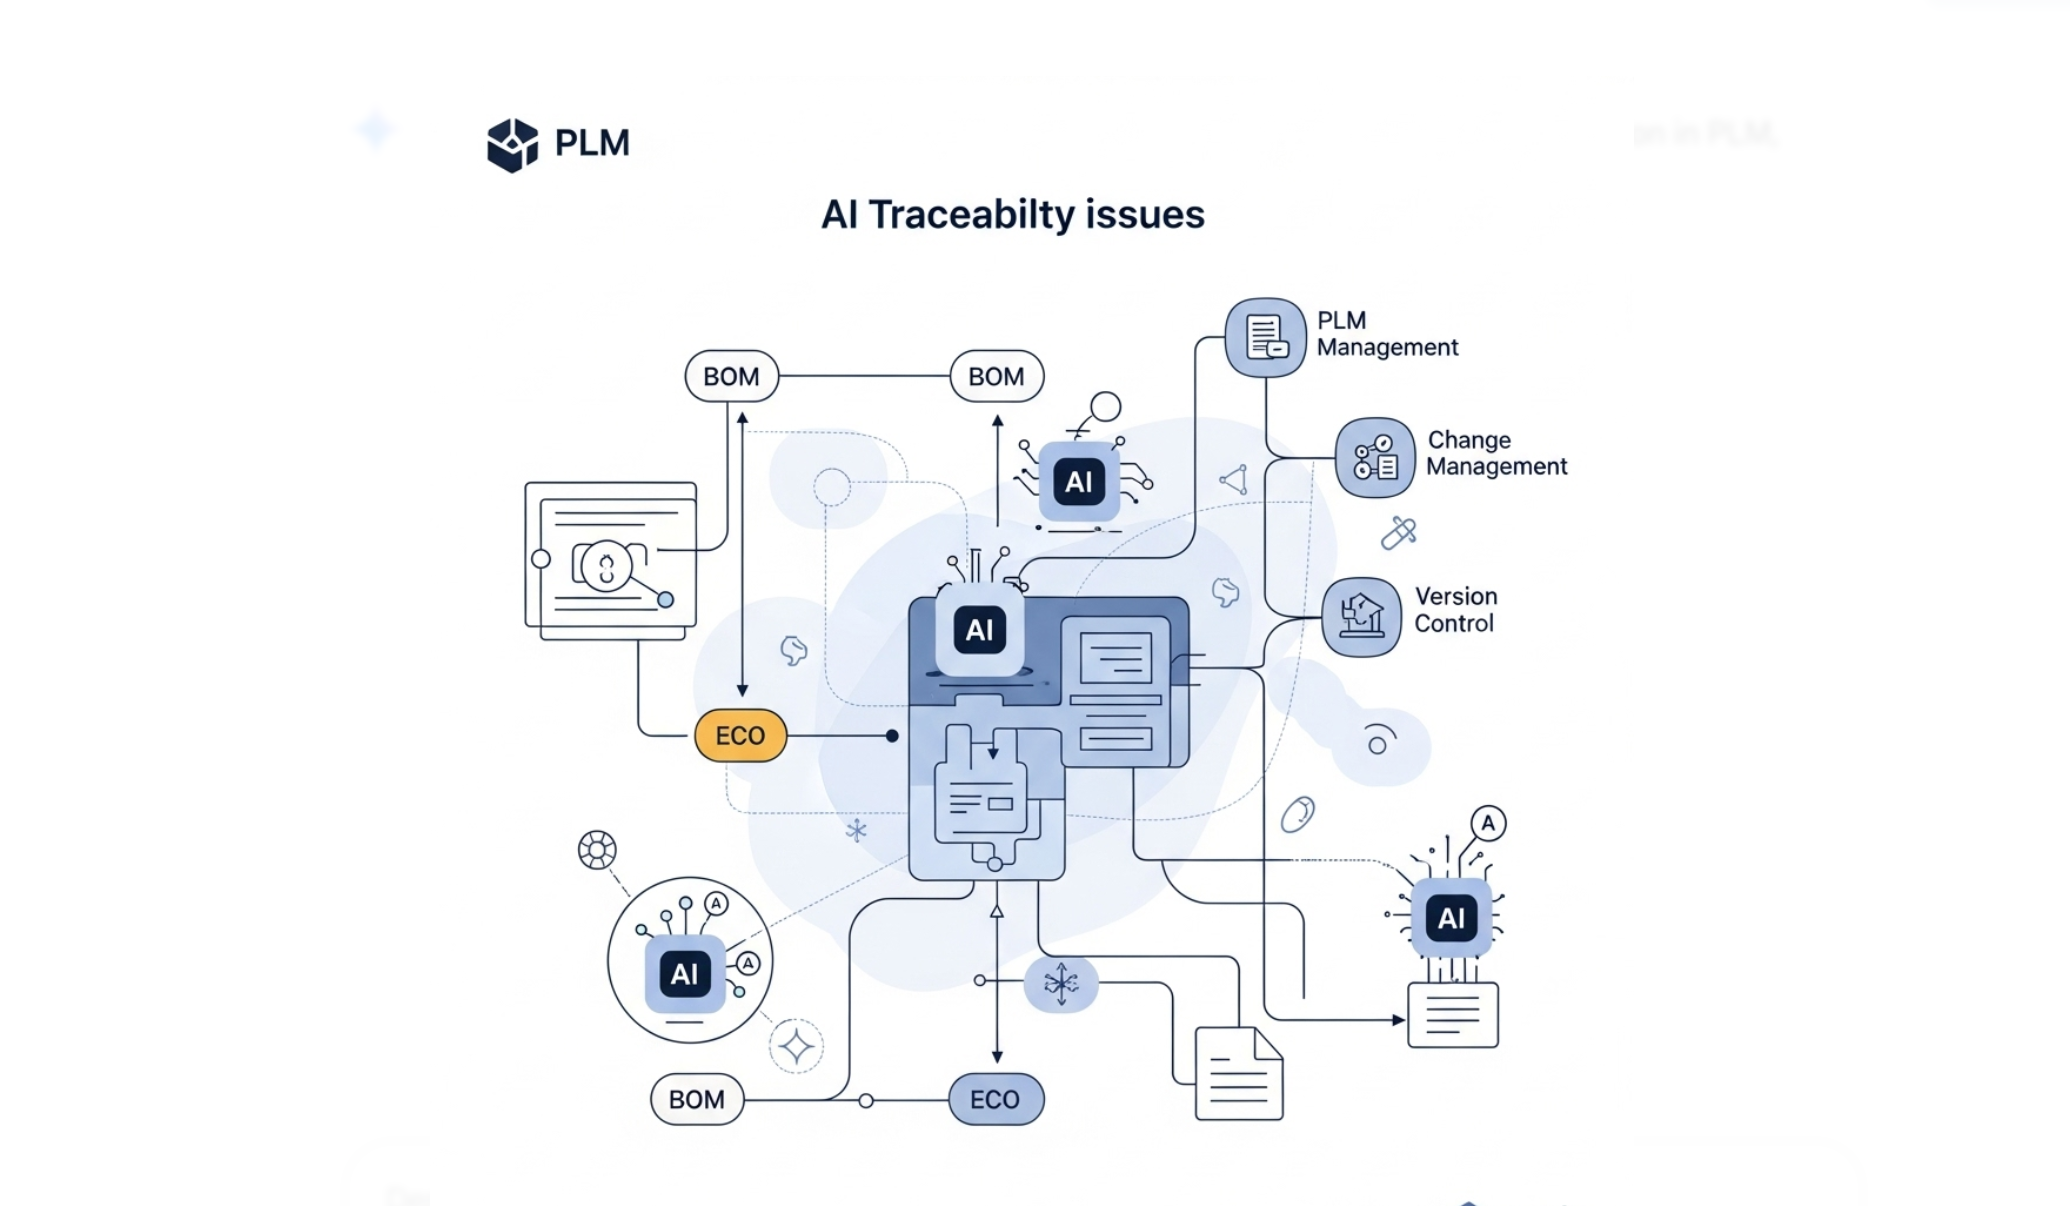 PLM
AI Traceabilty issues
PLM
Management
BOM
BOM
Change
Management
AI
Version
Control
AI
ECO
A
A
AI
A
AI
A
BOM
ECO